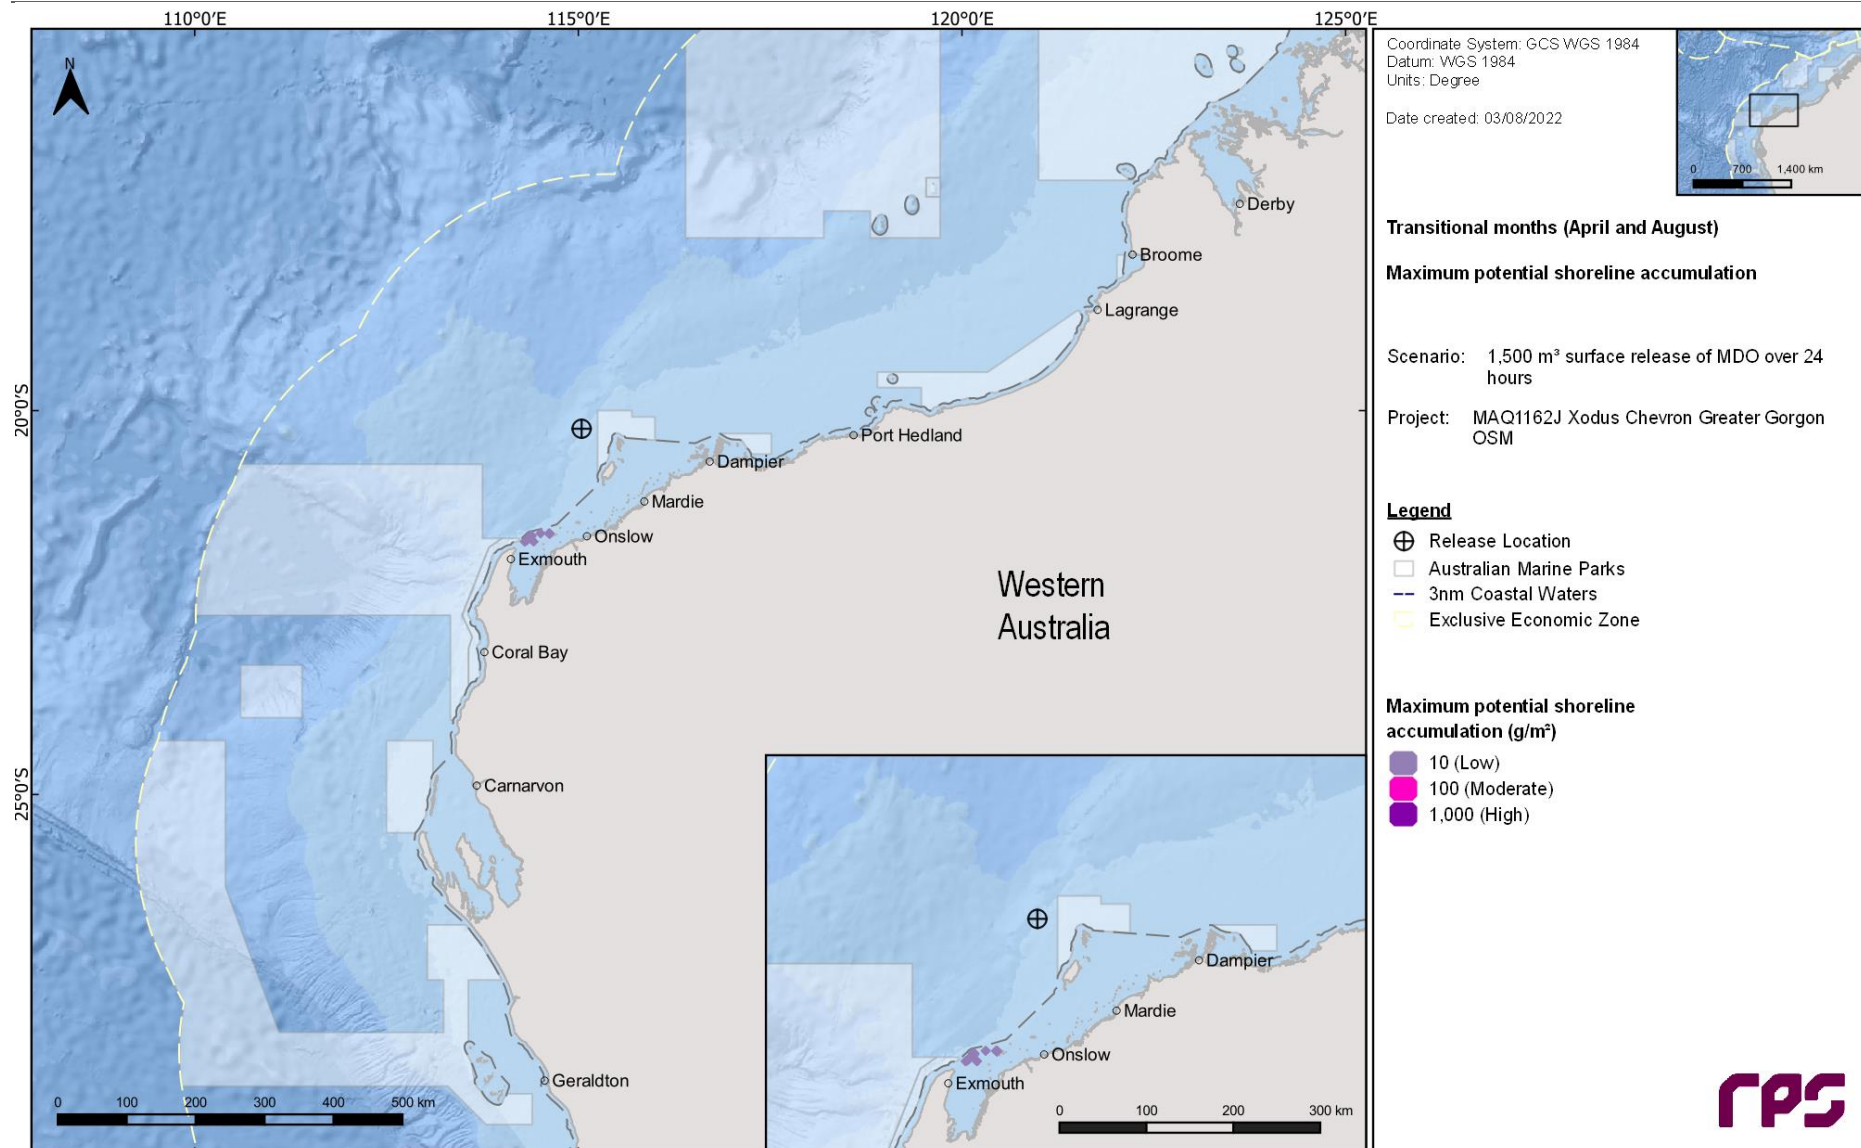 110°0′E
115°0′E
120°0′E
125°0′E
20°0′S
25°0′S
N
Derby
Broome
Lagrange
Port Hedland
Dampier
Mardie
Onslow
Exmouth
Western
Australia
Coral Bay
Carnarvon
Geraldton
0 100 200 300 400 500 km
Dampier
Mardie
Onslow
Exmouth
0 100 200 300 km
Coordinate System: GCS WGS 1984
Datum: WGS 1984
Units: Degree
Date created: 03/08/2022
0 700 1,400 km
Transitional months (April and August)
Maximum potential shoreline accumulation
Scenario: 1,500 m³ surface release of MDO over 24
hours
Project: MAQ1162J Xodus Chevron Greater Gorgon
OSM
Legend
Release Location
Australian Marine Parks
3nm Coastal Waters
Exclusive Economic Zone
Maximum potential shoreline
accumulation (g/m²)
10 (Low)
100 (Moderate)
1,000 (High)
rps